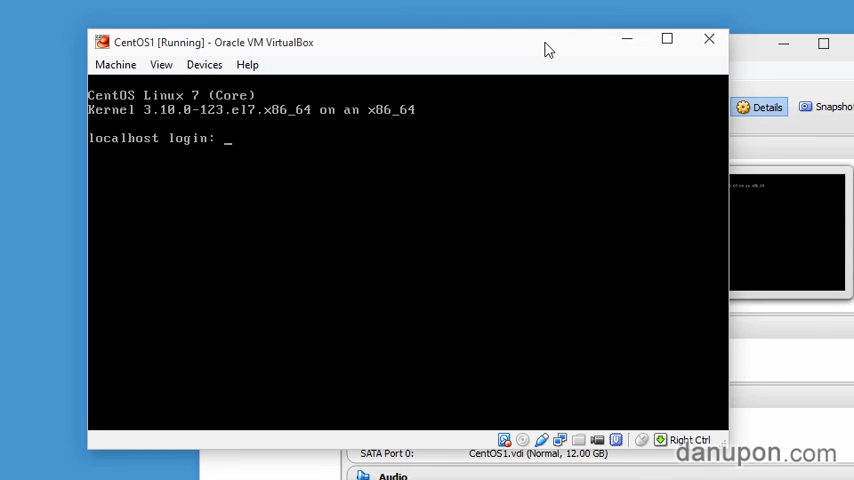 CentOS1 [Running] - Oracle VM VirtualBox
Machine View Devices Help
CentOS Linux 7 (Core)
Kernel 3.10.0-123.el7.x86_64 on an x86_64
localhost login: _
Details Snapsho
Right Ctrl
SATA Port 0: CentOS1.vdi (Normal, 12.00 GB)
Audio
danupon.com